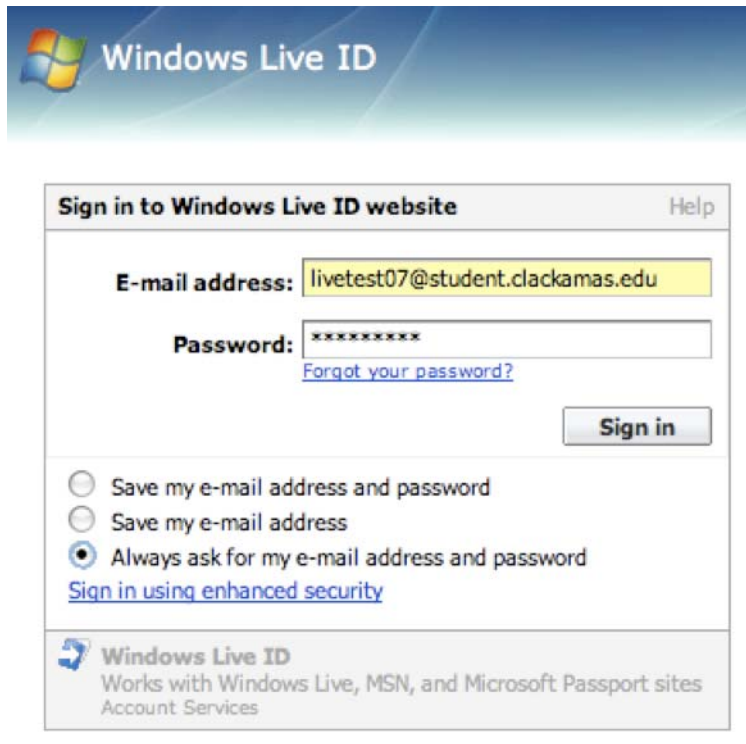 Windows Live ID
Sign in to Windows Live ID website Help
E-mail address: livetest07@student.clackamas.edu
Password: *********
Forgot your password?
Sign in
Save my e-mail address and password
Save my e-mail address
Always ask for my e-mail address and password
Sign in using enhanced security
Windows Live ID
Works with Windows Live, MSN, and Microsoft Passport sites
Account Services